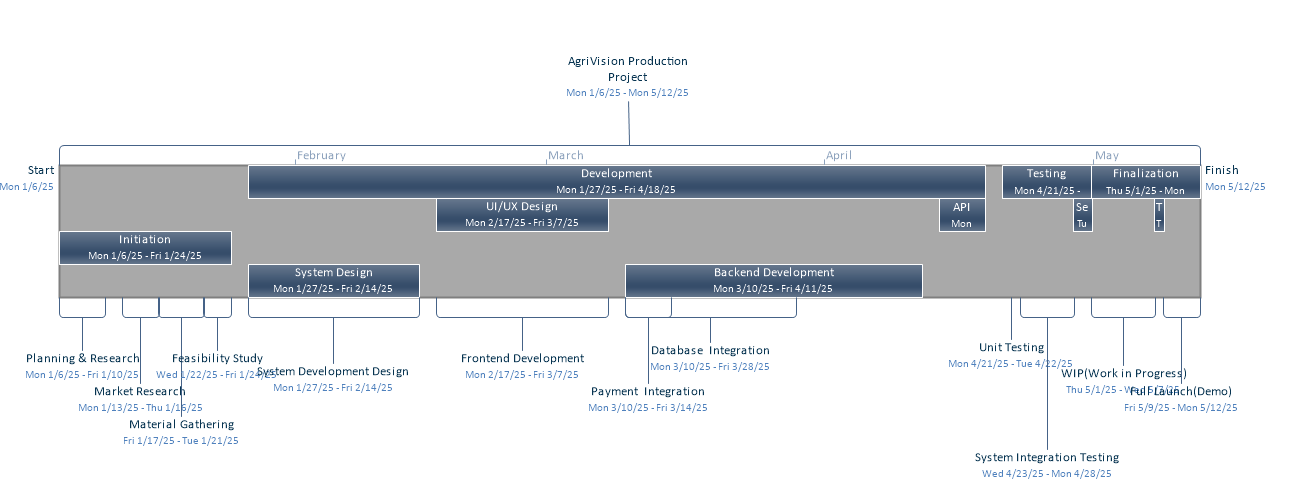 AgriVision Production
Project
Mon 1/6/25 - Mon 5/12/25
February
March
April
May
Start
Mon 1/6/25
Finish
Mon 5/12/25
Development
Mon 1/27/25 - Fri 4/18/25
Testing
Mon 4/21/25 -
Finalization
Thu 5/1/25 - Mon
UI/UX Design
Mon 2/17/25 - Fri 3/7/25
API
Mon
Se
Tu
T
T
Initiation
Mon 1/6/25 - Fri 1/24/25
System Design
Mon 1/27/25 - Fri 2/14/25
Backend Development
Mon 3/10/25 - Fri 4/11/25
Planning & Research
Mon 1/6/25 - Fri 1/10/25
Market Research
Mon 1/13/25 - Thu 1/16/25
Material Gathering
Fri 1/17/25 - Tue 1/21/25
Feasibility Study
Wed 1/22/25 - Fri 1/24/25
System Development Design
Mon 1/27/25 - Fri 2/14/25
Frontend Development
Mon 2/17/25 - Fri 3/7/25
Database Integration
Mon 3/10/25 - Fri 3/28/25
Payment Integration
Mon 3/10/25 - Fri 3/14/25
Unit Testing
Mon 4/21/25 - Tue 4/22/25
System Integration Testing
Wed 4/23/25 - Mon 4/28/25
WIP(Work in Progress)
Thu 5/1/25 - Wed 5/7/25
Full Launch(Demo)
Fri 5/9/25 - Mon 5/12/25